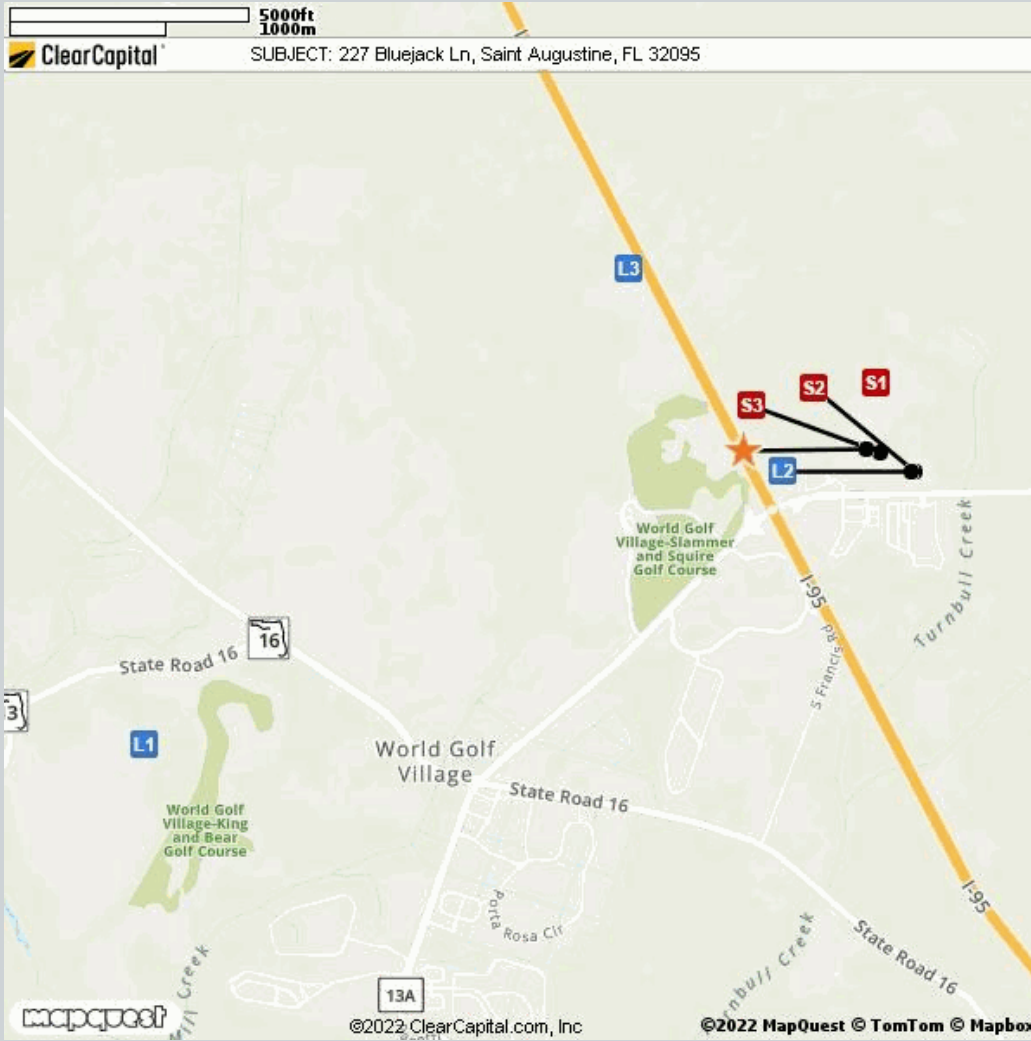 5000ft
1000m
ClearCapital
SUBJECT: 227 Bluejack Ln, Saint Augustine, FL 32095
I-
L3
S1
S2
S3
L2
World Golf
Village-Slammer
and Squire
Golf Course
I-95
S Francis Rd
Turnbull Creek
16
State Road 16
3
L1
World Golf
Village
State Road 16
World Golf
Village-King
and Bear
Golf Course
Porta Rosa Cir
I-95
State Road 16
rnbull Creek
ill Creek
13A
mapquest
©2022 ClearCapital.com, Inc
©2022 MapQuest © TomTom © Mapbox